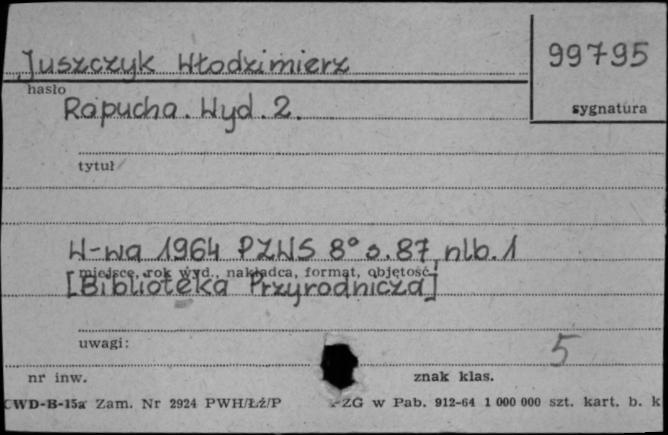 Juszczyk Włodzimierz
99795
hasło
sygnatura
Ropucha. Wyd. 2.
tytuł
W-wa 1964 PZWS 8° s. 87, nlb. 1
miejsce, rok wyd., nakładca, format, objętość
[Biblioteka Przyrodnicza]
uwagi:
5
nr inw.
znak klas.
CWD-B-15a Zam. Nr 2924 PWH/Łź/P
PZG w Pab. 912-64 1 000 000 szt. kart. b. k